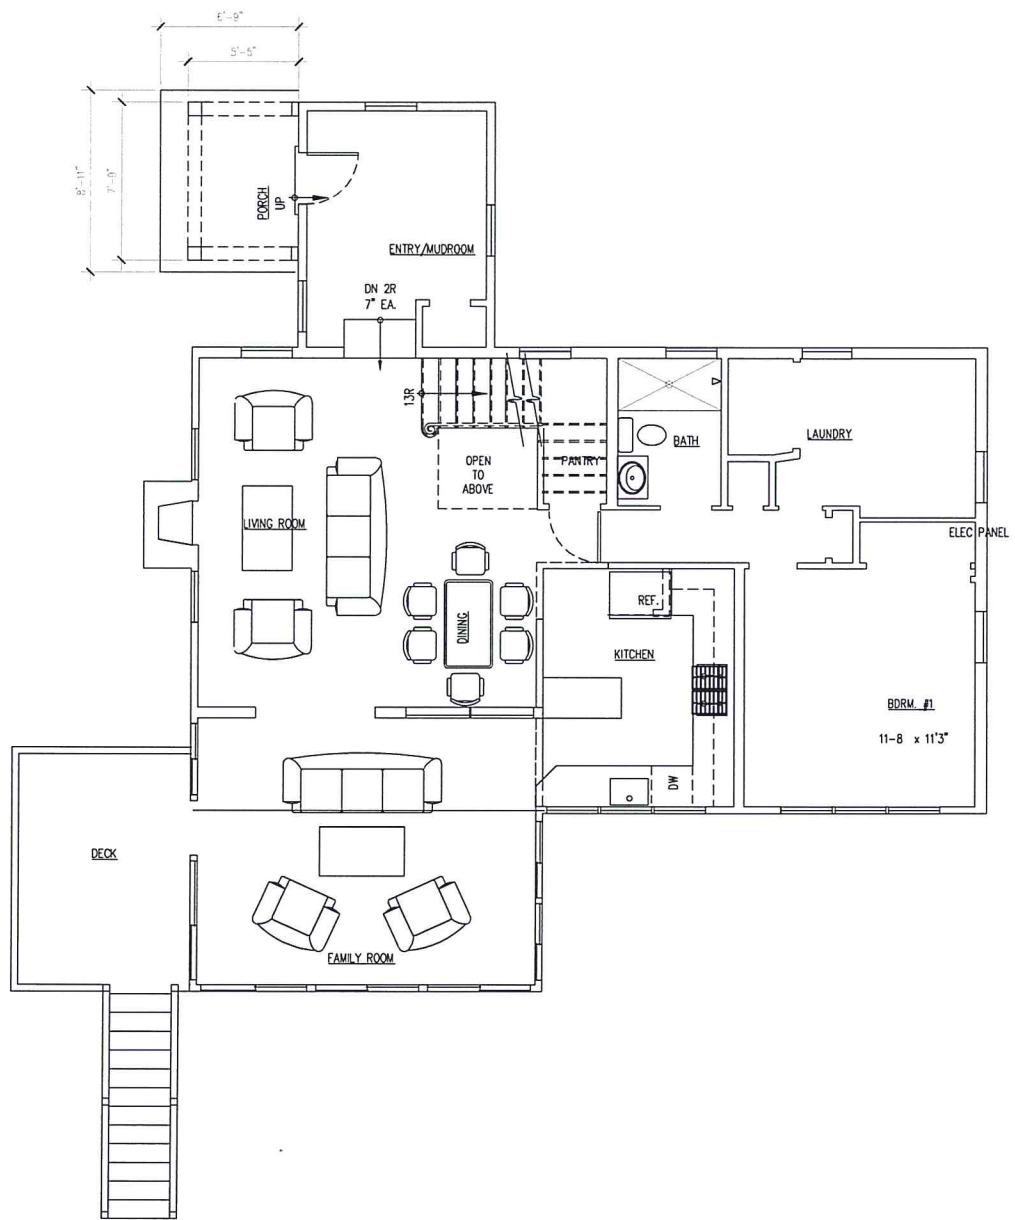 6'-9"
5'-5"
8'-11"
7'-9"
PORCH
UP
ENTRY/MUDROOM
DN 2R
7" EA.
13R
OPEN
TO
ABOVE
PANTRY
BATH
LAUNDRY
LIVING ROOM
ELEC PANEL
REF.
DINING
KITCHEN
BDRM. #1
11-8 x 11'3"
DW
DECK
FAMILY ROOM